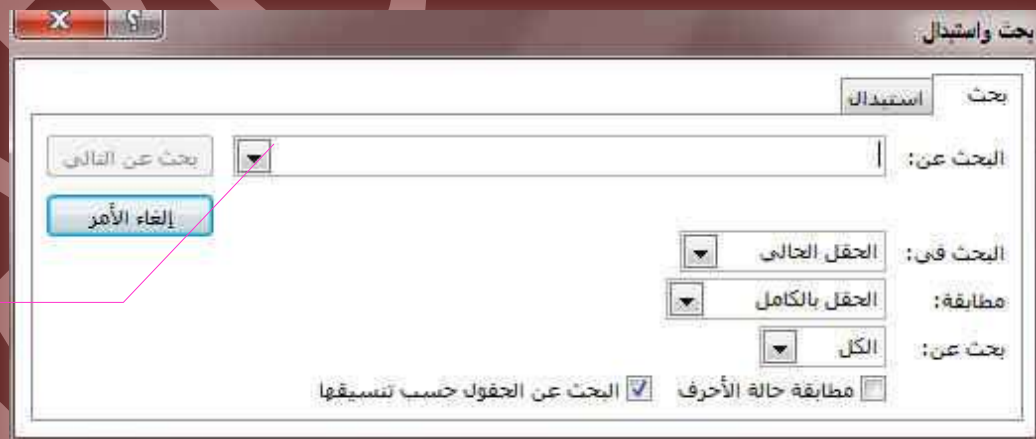 بحث واستبدال
بحث استبدال
البحث عن: بحث عن التالي
إلغاء الأمر
البحث في: الحقل الحالي
مطابقة: الحقل بالكامل
بحث عن: الكل
مطابقة حالة الأحرف البحث عن الحقول حسب تنسيقها